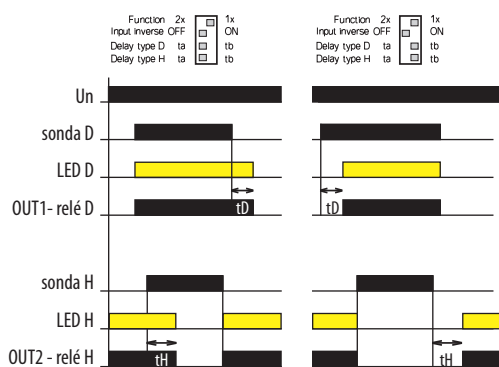 Function 2x 1x
Input inverse OFF ON
Delay type D ta tb
Delay type H ta tb
Function 2x 1x
Input inverse OFF ON
Delay type D ta tb
Delay type H ta tb
Un
sonda D
LED D
tD
tD
OUT1- relé D
sonda H
LED H
OUT2 - relé H
tH
tH